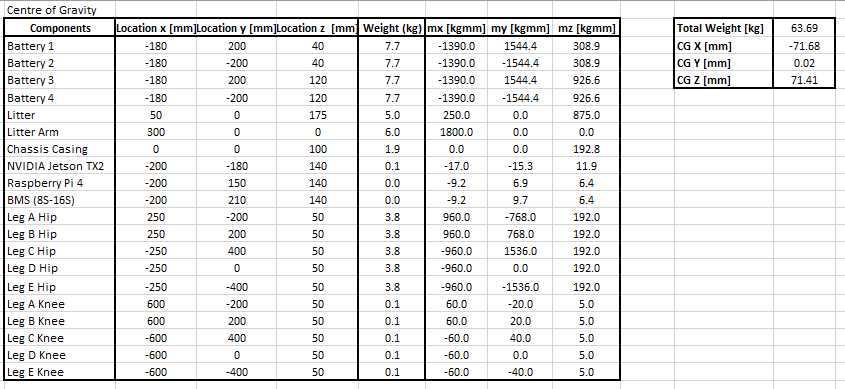 Centre of Gravity
Components Location x [mm] Location y [mm] Location z [mm] Weight (kg) mx [kgmm] my [kgmm] mz [kgmm] Total Weight [kg] 63.69
Battery 1 -180 200 40 7.7 -1390.0 1544.4 308.9 CG X [mm] -71.68
Battery 2 -180 -200 40 7.7 -1390.0 -1544.4 308.9 CG Y [mm] 0.02
Battery 3 -180 200 120 7.7 -1390.0 1544.4 926.6 CG Z [mm] 71.41
Battery 4 -180 -200 120 7.7 -1390.0 -1544.4 926.6
Litter 50 0 175 5.0 250.0 0.0 875.0
Litter Arm 300 0 0 6.0 1800.0 0.0 0.0
Chassis Casing 0 0 100 1.9 0.0 0.0 192.8
NVIDIA Jetson TX2 -200 -180 140 0.1 -17.0 -15.3 11.9
Raspberry Pi 4 -200 150 140 0.0 -9.2 6.9 6.4
BMS (8S-16S) -200 210 140 0.0 -9.2 9.7 6.4
Leg A Hip 250 -200 50 3.8 960.0 -768.0 192.0
Leg B Hip 250 200 50 3.8 960.0 768.0 192.0
Leg C Hip -250 400 50 3.8 -960.0 1536.0 192.0
Leg D Hip -250 0 50 3.8 -960.0 0.0 192.0
Leg E Hip -250 -400 50 3.8 -960.0 -1536.0 192.0
Leg A Knee 600 -200 50 0.1 60.0 -20.0 5.0
Leg B Knee 600 200 50 0.1 60.0 20.0 5.0
Leg C Knee -600 400 50 0.1 -60.0 40.0 5.0
Leg D Knee -600 0 50 0.1 -60.0 0.0 5.0
Leg E Knee -600 -400 50 0.1 -60.0 -40.0 5.0